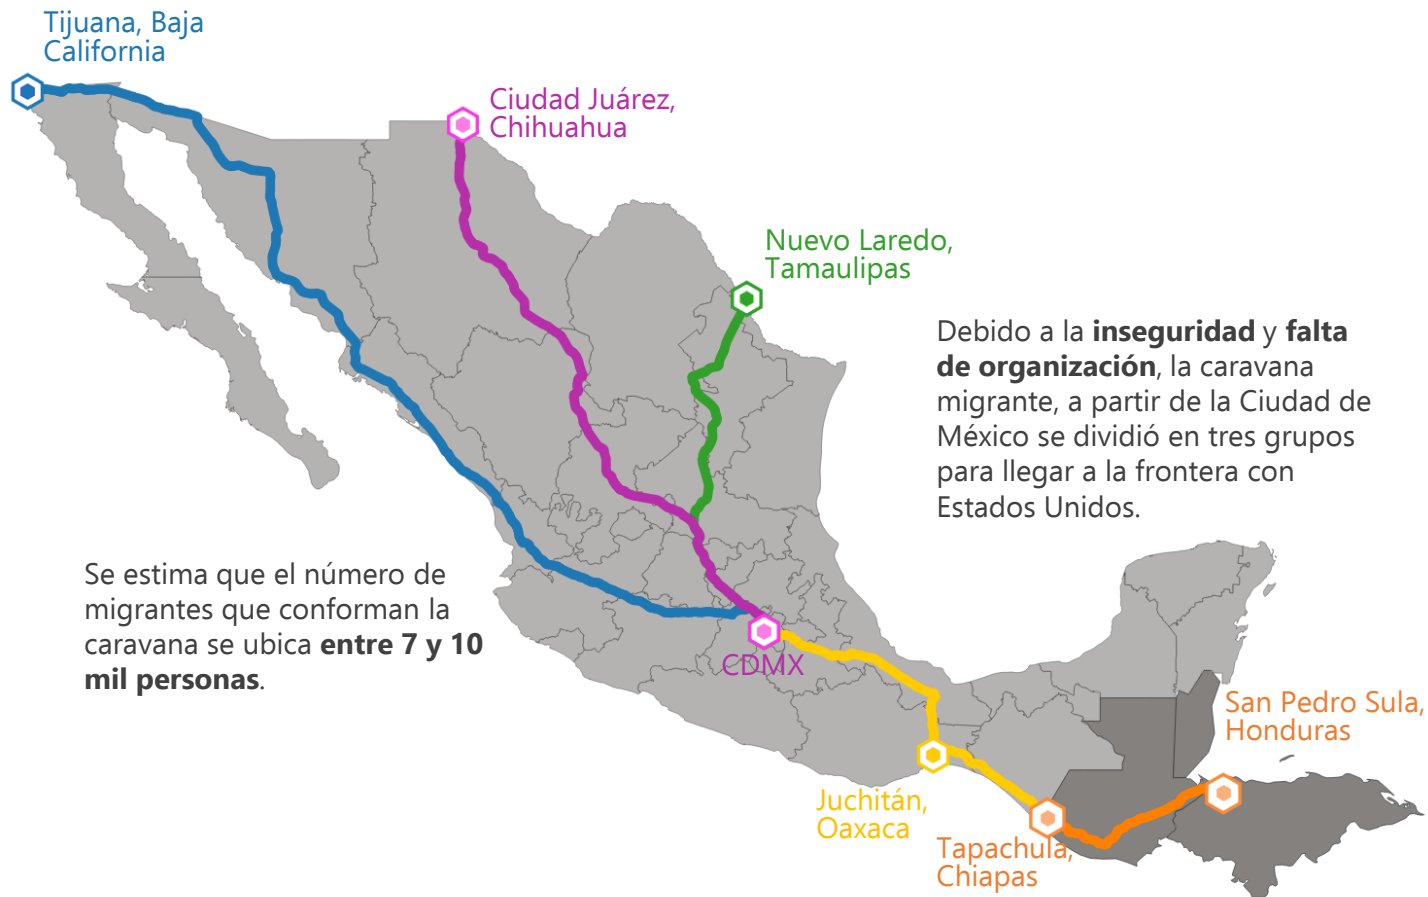 Tijuana, Baja
California
Ciudad Juárez,
Chihuahua
Nuevo Laredo,
Tamaulipas
Debido a la inseguridad y falta
de organización, la caravana
migrante, a partir de la Ciudad de
México se dividió en tres grupos
para llegar a la frontera con
Estados Unidos.
Se estima que el número de
migrantes que conforman la
caravana se ubica entre 7 y 10
mil personas.
CDMX
San Pedro Sula,
Honduras
Juchitán,
Oaxaca
Tapachula,
Chiapas